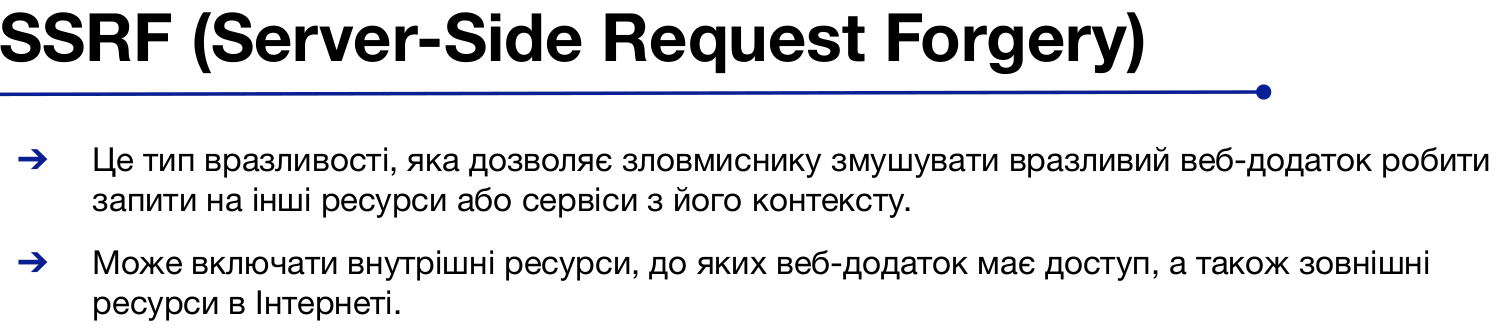 SSRF (Server-Side Request Forgery)
➔ Це тип вразливості, яка дозволяє зловмиснику змушувати вразливий веб-додаток робити
запити на інші ресурси або сервіси з його контексту.
➔ Може включати внутрішні ресурси, до яких веб-додаток має доступ, а також зовнішні
ресурси в Інтернеті.